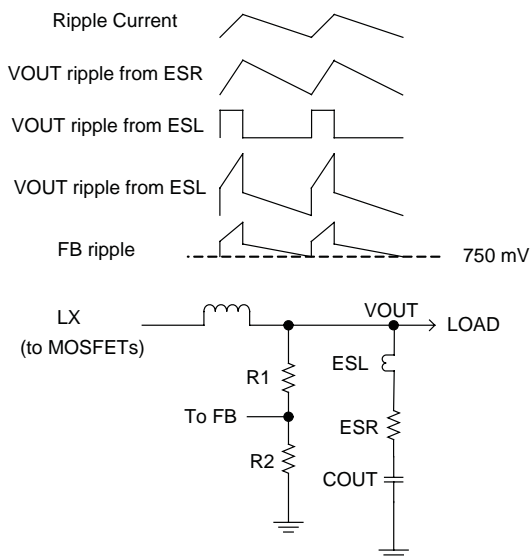 Ripple Current
VOUT ripple from ESR
VOUT ripple from ESL
VOUT ripple from ESL
FB ripple
750 mV
LX
(to MOSFETs)
VOUT
LOAD
R1
ESL
To FB
ESR
R2
COUT